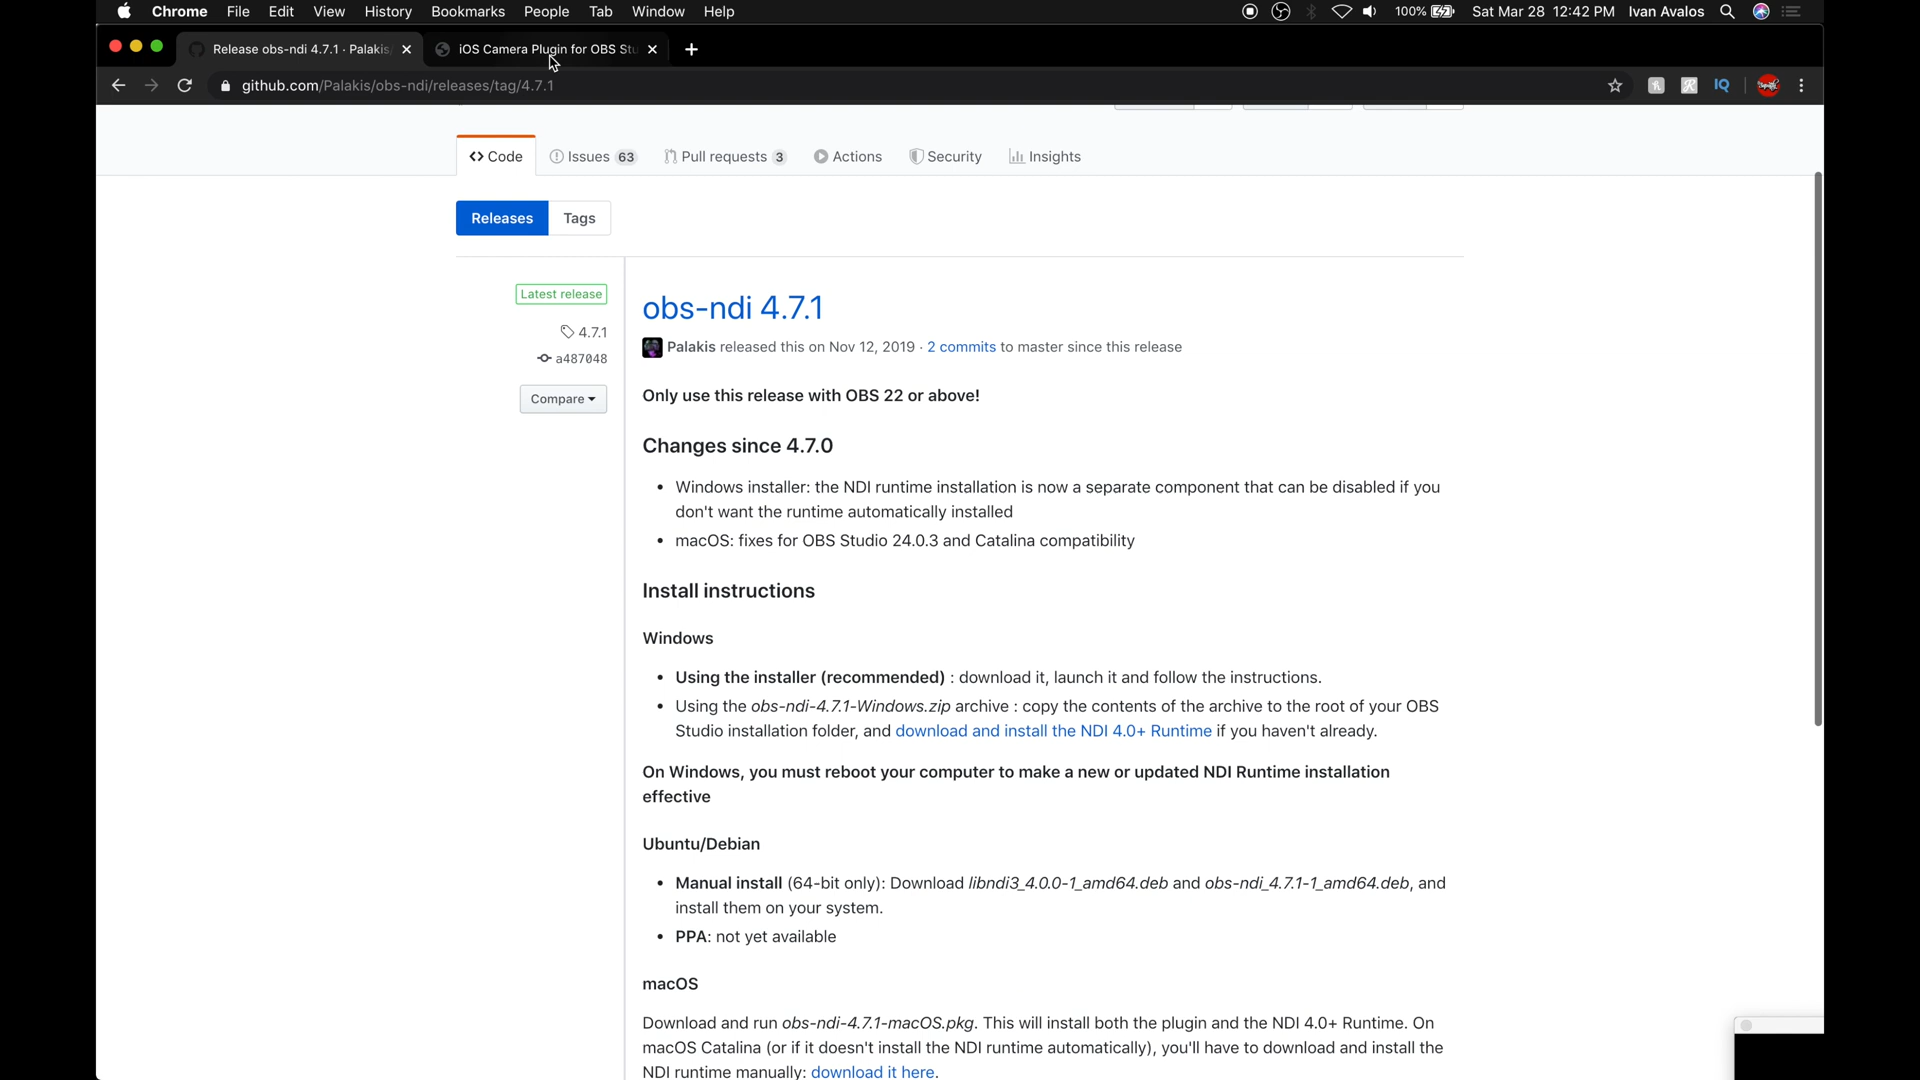 Chrome File Edit View History Bookmarks People Tab Window Help 100% Sat Mar 28 12:42 PM Ivan Avalos
Release obs-ndi 4.7.1 · Palakis/ iOS Camera Plugin for OBS Stu
github.com/Palakis/obs-ndi/releases/tag/4.7.1 IQ
Code Issues 63 Pull requests 3 Actions Security Insights
Releases Tags
Latest release
4.7.1
a487048
Compare
obs-ndi 4.7.1
Palakis released this on Nov 12, 2019 · 2 commits to master since this release
Only use this release with OBS 22 or above!
Changes since 4.7.0
• Windows installer: the NDI runtime installation is now a separate component that can be disabled if you
don't want the runtime automatically installed
• macOS: fixes for OBS Studio 24.0.3 and Catalina compatibility
Install instructions
Windows
• Using the installer (recommended) : download it, launch it and follow the instructions.
• Using the obs-ndi-4.7.1-Windows.zip archive : copy the contents of the archive to the root of your OBS
Studio installation folder, and download and install the NDI 4.0+ Runtime if you haven't already.
On Windows, you must reboot your computer to make a new or updated NDI Runtime installation
effective
Ubuntu/Debian
• Manual install (64-bit only): Download libndi3_4.0.0-1_amd64.deb and obs-ndi_4.7.1-1_amd64.deb, and
install them on your system.
• PPA: not yet available
macOS
Download and run obs-ndi-4.7.1-macOS.pkg. This will install both the plugin and the NDI 4.0+ Runtime. On
macOS Catalina (or if it doesn't install the NDI runtime automatically), you'll have to download and install the
NDI runtime manually: download it here.